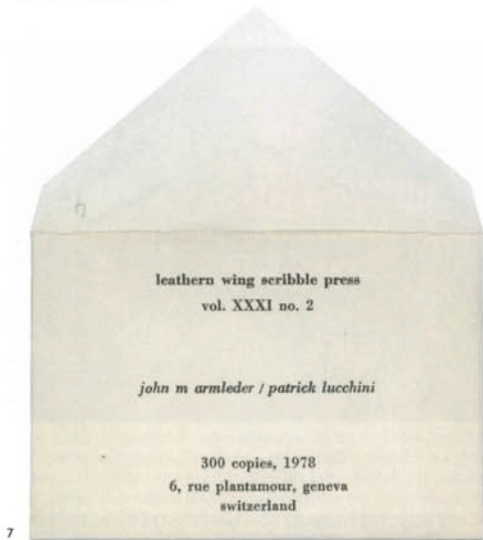 leathern wing scribble press
vol. XXXI no. 2
john m armleder / patrick lucchini
300 copies, 1978
6, rue plantamour, geneva
switzerland
7